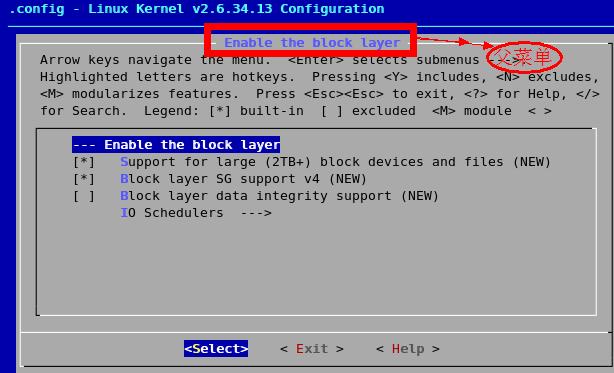 .config - Linux Kernel v2.6.34.13 Configuration
Enable the block layer
父菜单
Arrow keys navigate the menu. <Enter> selects submenus --->.
Highlighted letters are hotkeys. Pressing <Y> includes, <N> excludes,
<M> modularizes features. Press <Esc><Esc> to exit, <?> for Help, </>
for Search. Legend: [*] built-in [ ] excluded <M> module < >
--- Enable the block layer
[*] Support for large (2TB+) block devices and files (NEW)
[*] Block layer SG support v4 (NEW)
[ ] Block layer data integrity support (NEW)
IO Schedulers --->
<Select> < Exit > < Help >